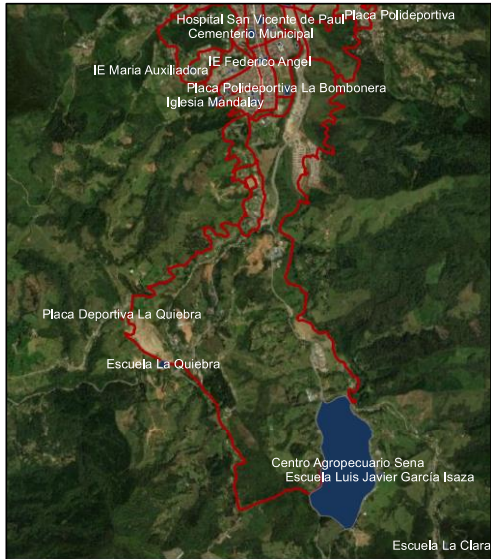 Placa Polideportiva
Hospital San Vicente de Paul
Cementerio Municipal
IE Federico Angel
IE Maria Auxiliadora
Placa Polideportiva La Bombonera
Iglesia Mandalay
Placa Deportiva La Quiebra
Escuela La Quiebra
Centro Agropecuario Sena
Escuela Luis Javier García Isaza
Escuela La Clara